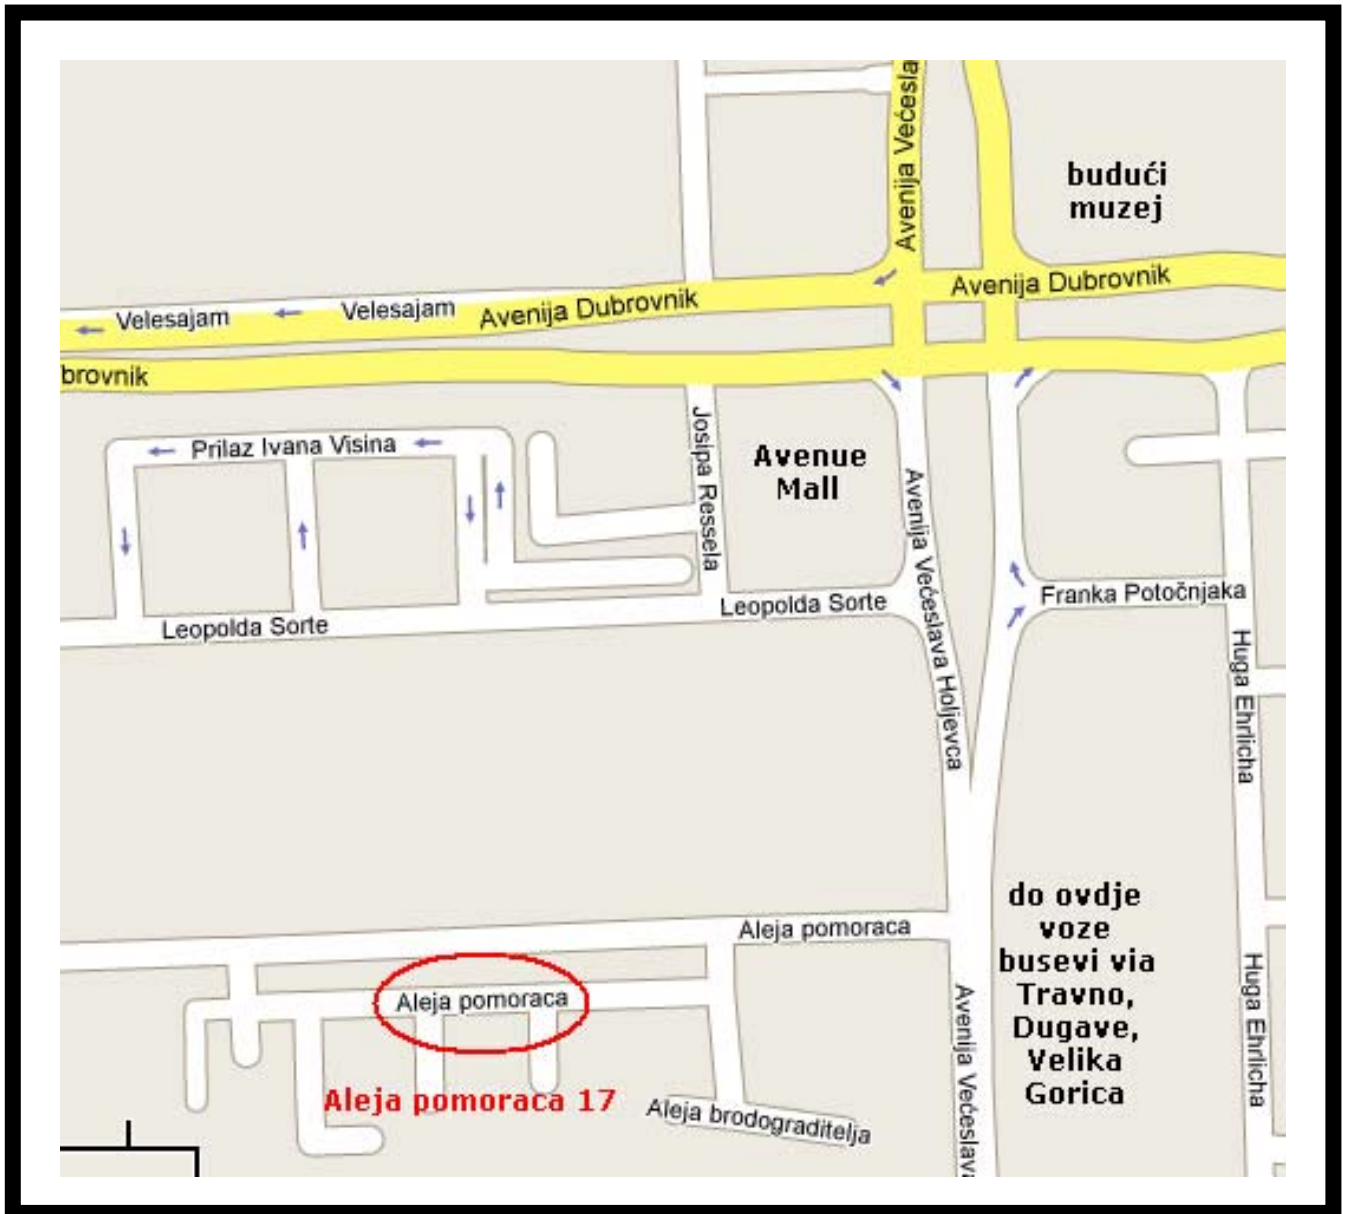 Avenija Većesla
budući
muzej
Avenija Dubrovnik
Velesajam
Velesajam
Avenija Dubrovnik
brovnik
Prilaz Ivana Visina
Josipa Ressela
Avenue
Mall
Avenija Većeslava Holjevca
Franka Potočnjaka
Leopolda Sorte
Leopolda Sorte
Huga Ehrlicha
do ovdje
voze
busevi via
Travno,
Dugave,
Velika
Gorica
Aleja pomoraca
Aleja pomoraca
Huga Ehrlicha
Avenija Većeslava
Aleja pomoraca 17
Aleja brodograditelja